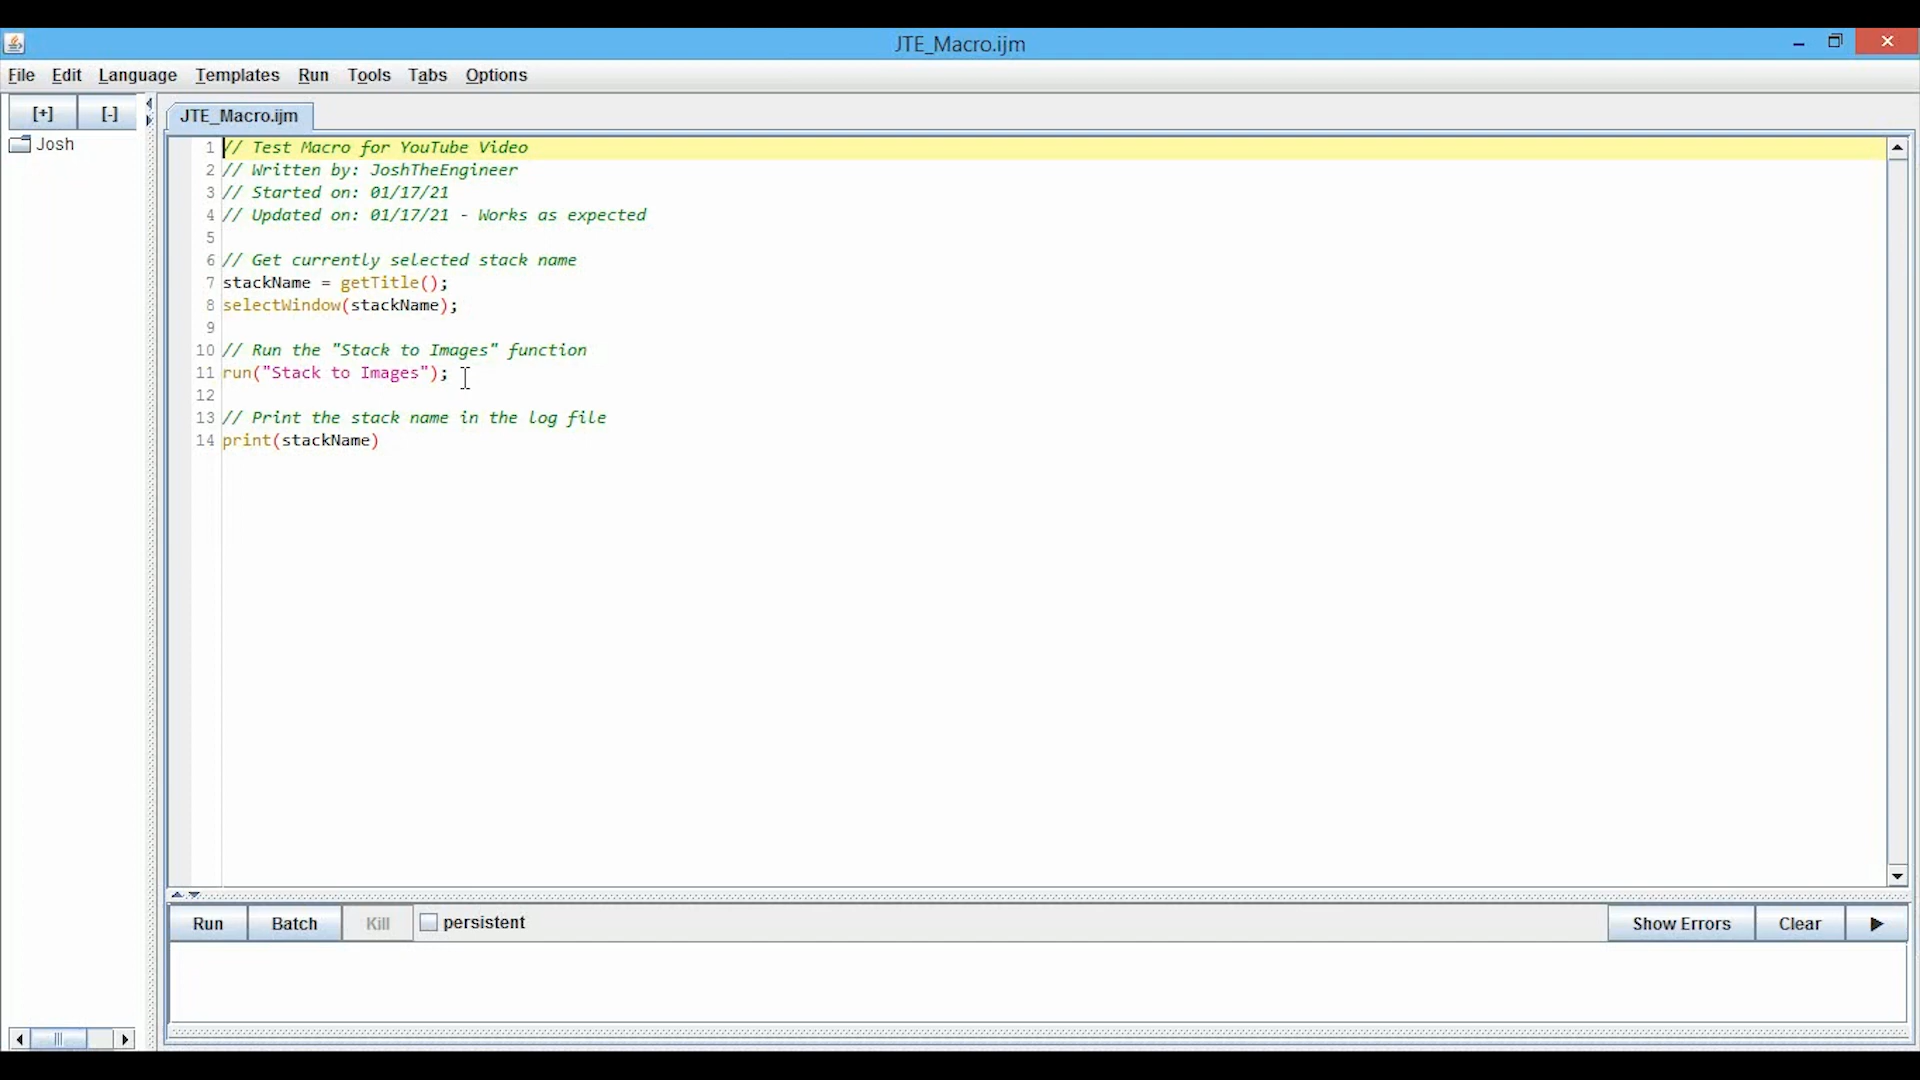 JTE_Macro.ijm
File Edit Language Templates Run Tools Tabs Options
[+] [-]
Josh
JTE_Macro.ijm
1 // Test Macro for YouTube Video
2 // Written by: JoshTheEngineer
3 // Started on: 01/17/21
4 // Updated on: 01/17/21 - Works as expected
5
6 // Get currently selected stack name
7 stackName = getTitle();
8 selectWindow(stackName);
9
10 // Run the "Stack to Images" function
11 run("Stack to Images");
12
13 // Print the stack name in the log file
14 print(stackName)
Run Batch Kill persistent Show Errors Clear